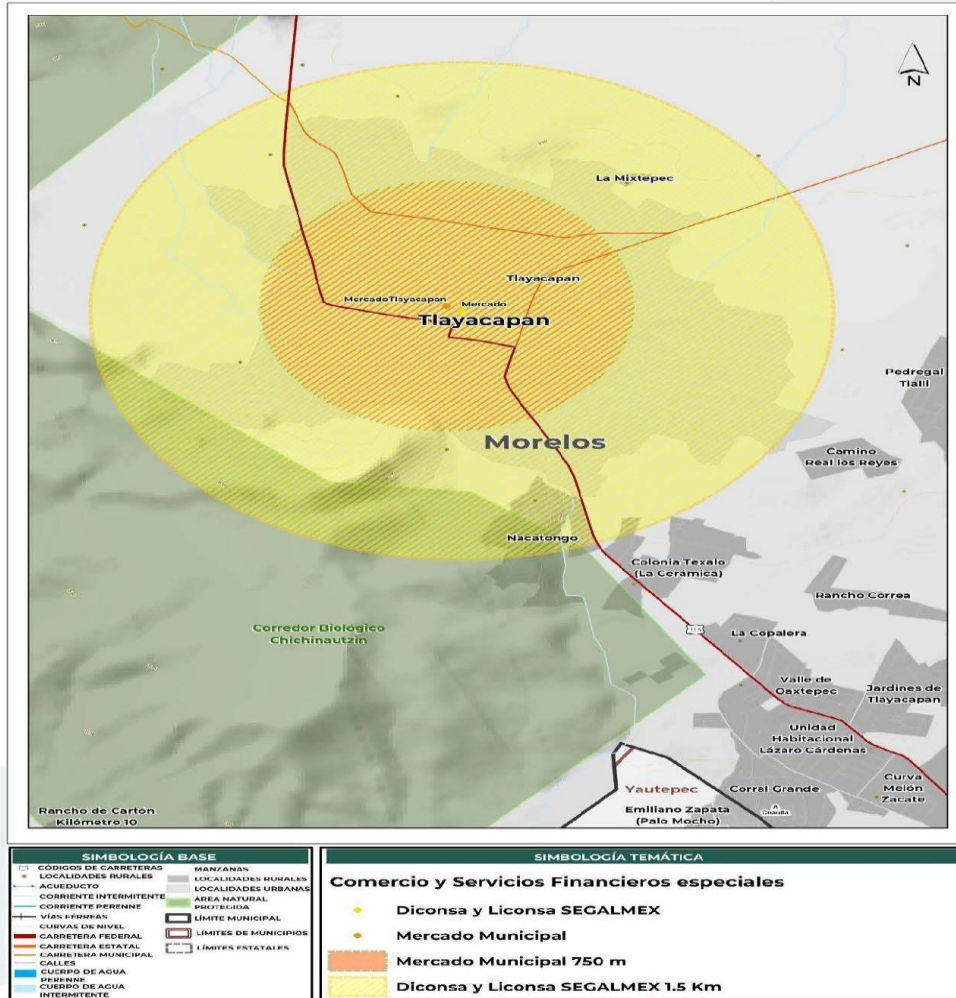 N
La Mixtepec
Tlayacapan
Mercado Tlayacapan
Mercado
Tlayacapan
Pedregal
Tlalli
Morelos
Camino
Real los Reyes
Nacatongo
Colonia Texalo
(La Cerámica)
Rancho Correa
Corredor Biológico
Chichinautzin
La Copalera
Valle de
Oaxtepec
Jardines de
Tlayacapan
Unidad
Habitacional
Lázaro Cárdenas
Yautepec
Corral Grande
Curva
Melón
Zacate
Emiliano Zapata
(Palo Mocho)
A
Cuautla
Rancho de Cartón
Kilómetro 10
SIMBOLOGÍA BASE
CÓDIGOS DE CARRETERAS
LOCALIDADES RURALES
ACUEDUCTO
CORRIENTE INTERMITENTE
CORRIENTE PERENNE
VÍAS FÉRREAS
CURVAS DE NIVEL
CARRETERA FEDERAL
CARRETERA ESTATAL
CARRETERA MUNICIPAL
CALLES
CUERPO DE AGUA
PERENNE
CUERPO DE AGUA
INTERMITENTE
MANZANAS
LOCALIDADES RURALES
LOCALIDADES URBANAS
ÁREA NATURAL
PROTEGIDA
LÍMITE MUNICIPAL
LÍMITES DE MUNICIPIOS
LÍMITES ESTATALES
SIMBOLOGÍA TEMÁTICA
Comercio y Servicios Financieros especiales
Diconsa y Liconsa SEGALMEX
Mercado Municipal
Mercado Municipal 750 m
Diconsa y Liconsa SEGALMEX 1.5 Km